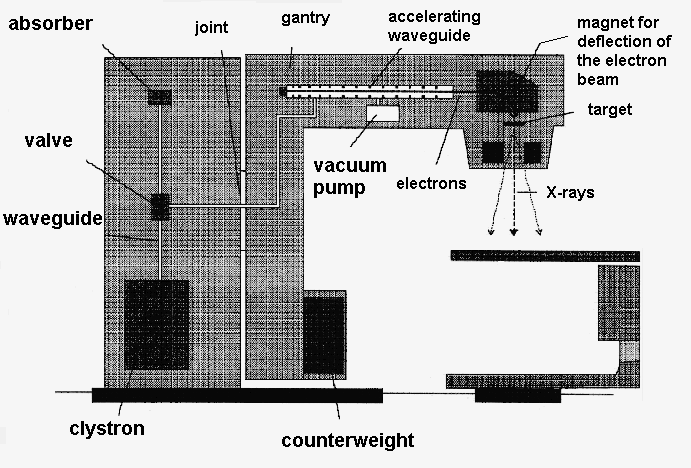 absorber
joint
gantry
accelerating
waveguide
magnet for
deflection of
the electron
beam
target
valve
vacuum
pump
electrons
X-rays
waveguide
clystron
counterweight